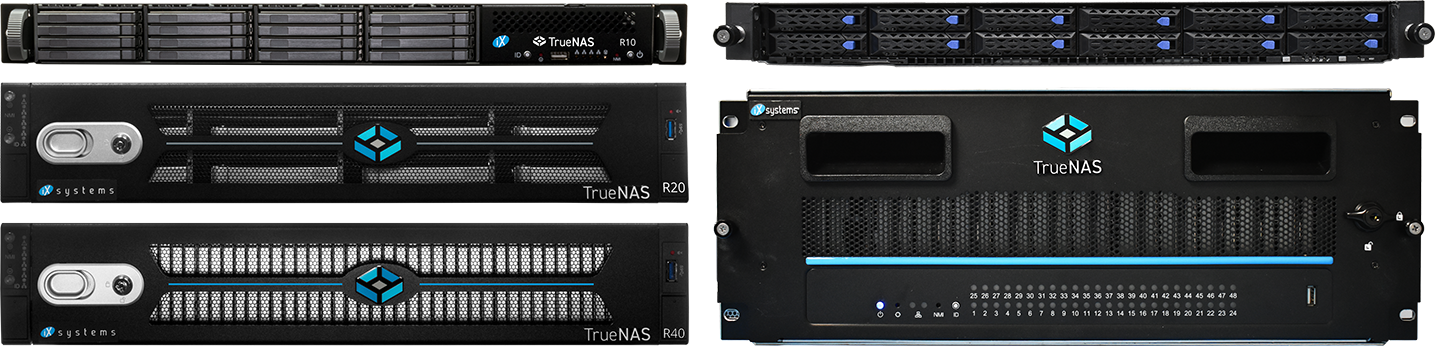 iX TrueNAS R10
ID NMI
iX systems TrueNAS R20
iX systems TrueNAS R40
iX systems
TrueNAS
25 26 27 28 29 30 31 32 33 34 35 36 37 38 39 40 41 42 43 44 45 46 47 48
NMI ID 1 2 3 4 5 6 7 8 9 10 11 12 13 14 15 16 17 18 19 20 21 22 23 24